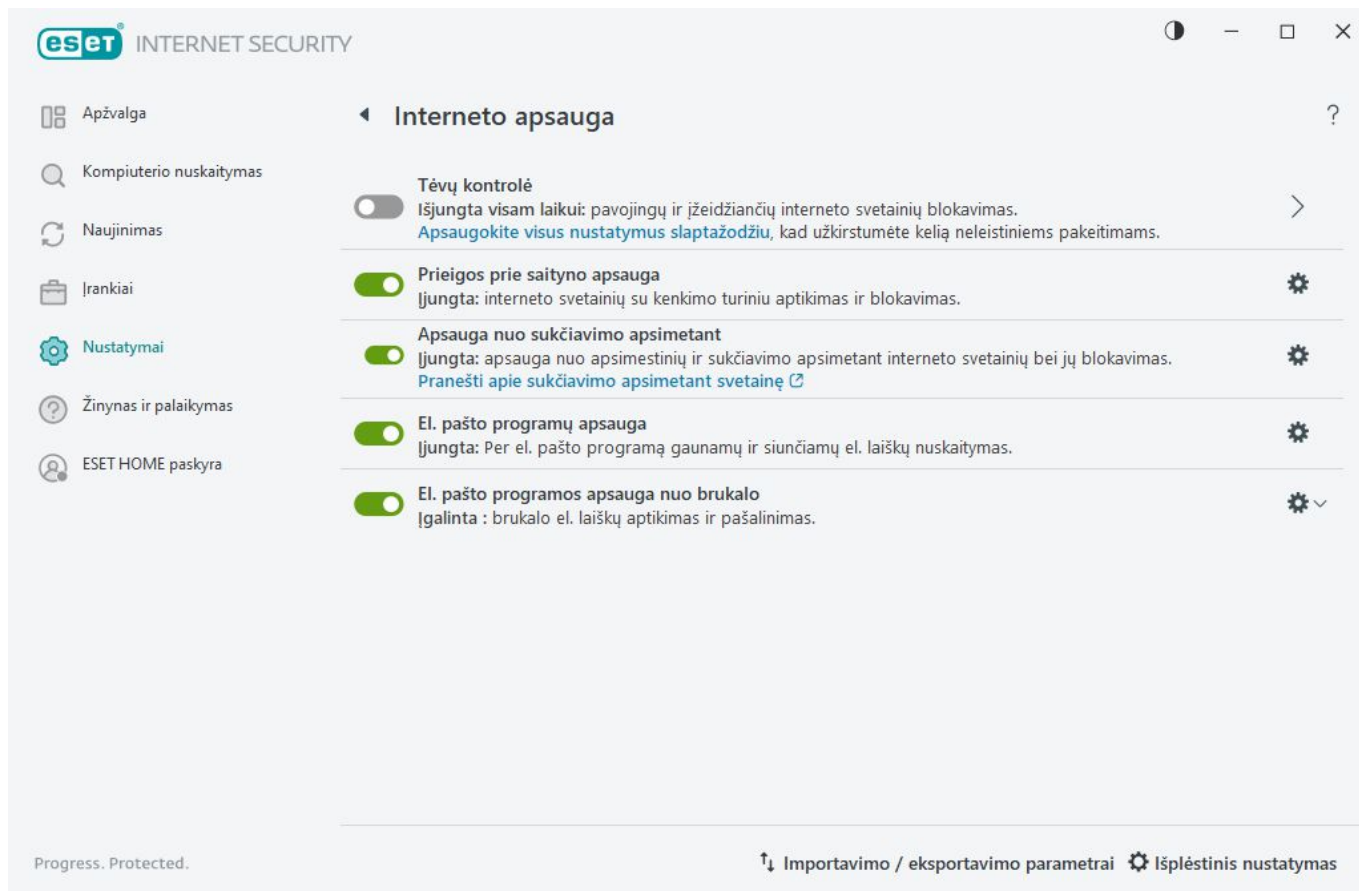 eset® INTERNET SECURITY
Apžvalga
Kompiuterio nuskaitymas
Naujinimas
Įrankiai
Nustatymai
Žinynas ir palaikymas
ESET HOME paskyra
Interneto apsauga
?
Tėvų kontrolė
Išjungta visam laikui: pavojingų ir įžeidžiančių interneto svetainių blokavimas.
Apsaugokite visus nustatymus slaptažodžiu, kad užkirstumėte kelią neleistiniems pakeitimams.
Prieigos prie saityno apsauga
Įjungta: interneto svetainių su kenkimo turiniu aptikimas ir blokavimas.
Apsauga nuo sukčiavimo apsimetant
Įjungta: apsauga nuo apsimestinių ir sukčiavimo apsimetant interneto svetainių bei jų blokavimas.
Pranešti apie sukčiavimo apsimetant svetainę
El. pašto programų apsauga
Įjungta: Per el. pašto programą gaunamų ir siunčiamų el. laiškų nuskaitymas.
El. pašto programos apsauga nuo brukalo
Įgalinta : brukalo el. laiškų aptikimas ir pašalinimas.
Progress. Protected.
Importavimo / eksportavimo parametrai
Išplėstinis nustatymas